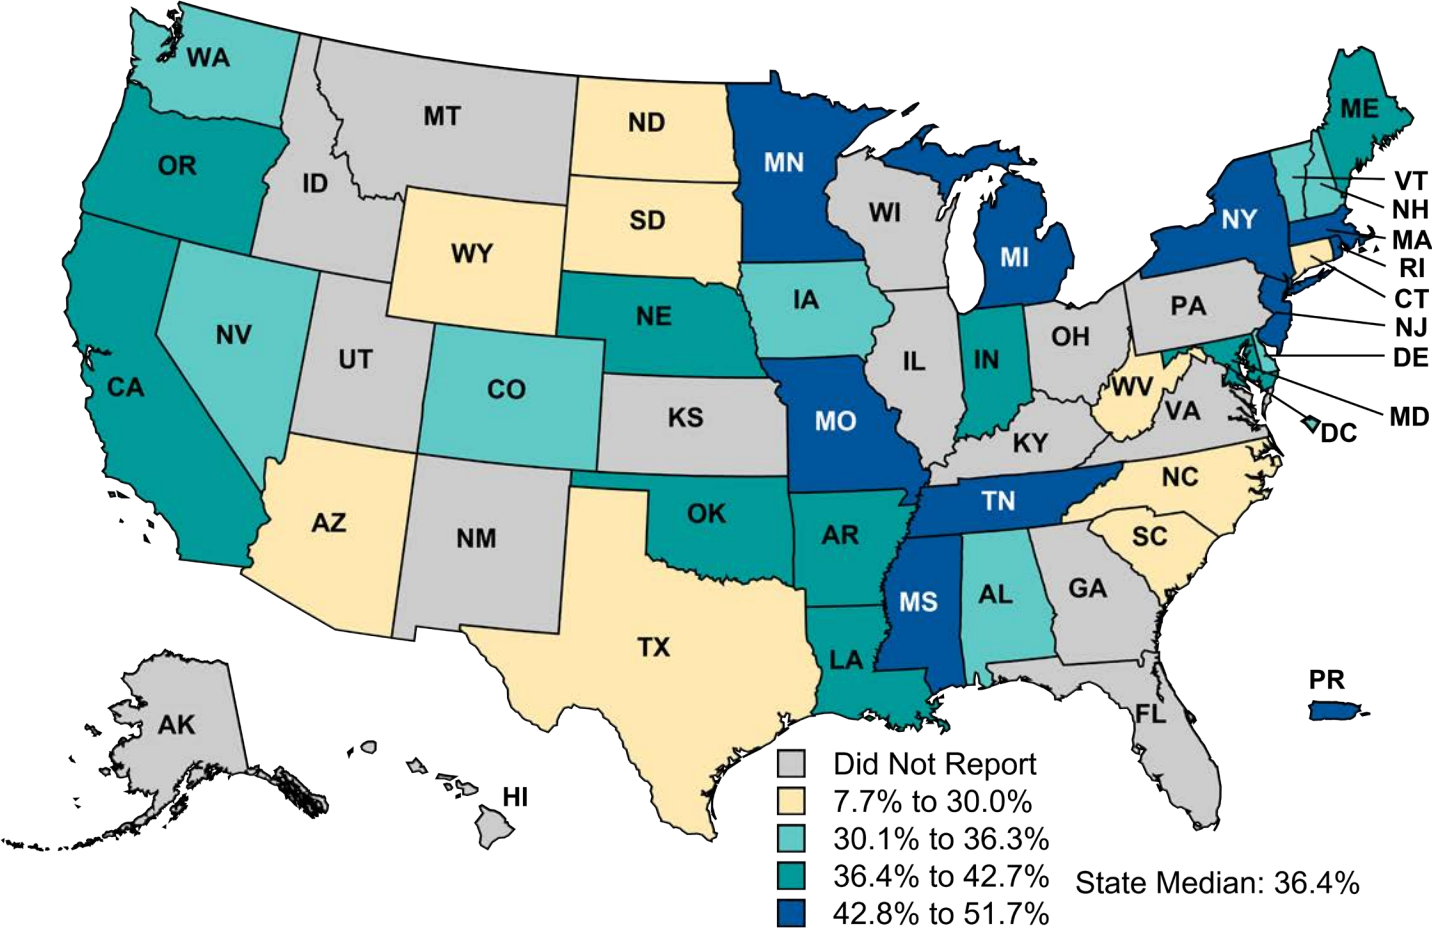 WA
ME
MT
ND
MN
OR
VT
ID
NH
WI
SD
NY
MA
WY
MI
RI
IA
CT
PA
NE
NJ
NV
OH
UT
IL
IN
DE
CA
CO
WV
VA
MD
KS
MO
DC
KY
NC
TN
AZ
OK
NM
AR
SC
GA
MS
AL
TX
LA
PR
FL
AK
HI
Did Not Report
7.7% to 30.0%
30.1% to 36.3%
36.4% to 42.7%
State Median: 36.4%
42.8% to 51.7%